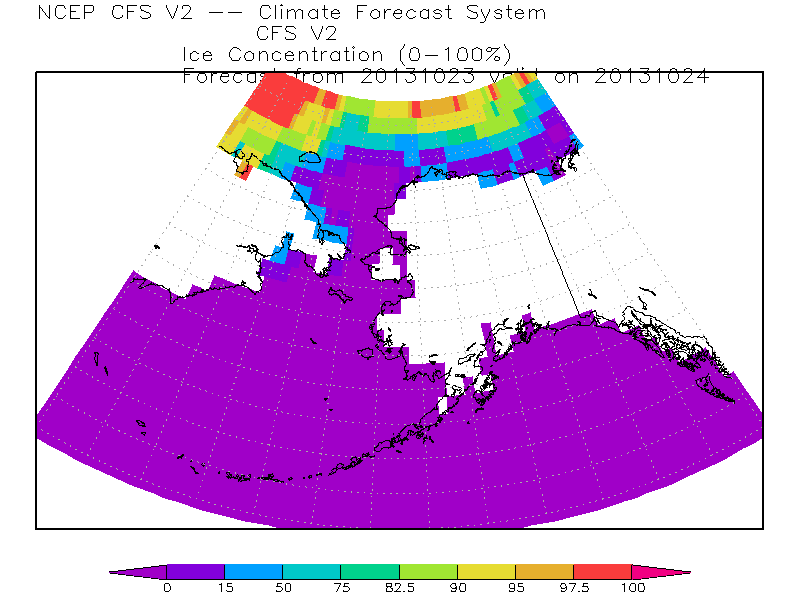 NCEP CFS V2 -- Climate Forecast System
CFS V2
Ice Concentration (0-100%)
Forecast from 20131023 valid on 20131024
0 15 50 75 82.5 90 95 97.5 100